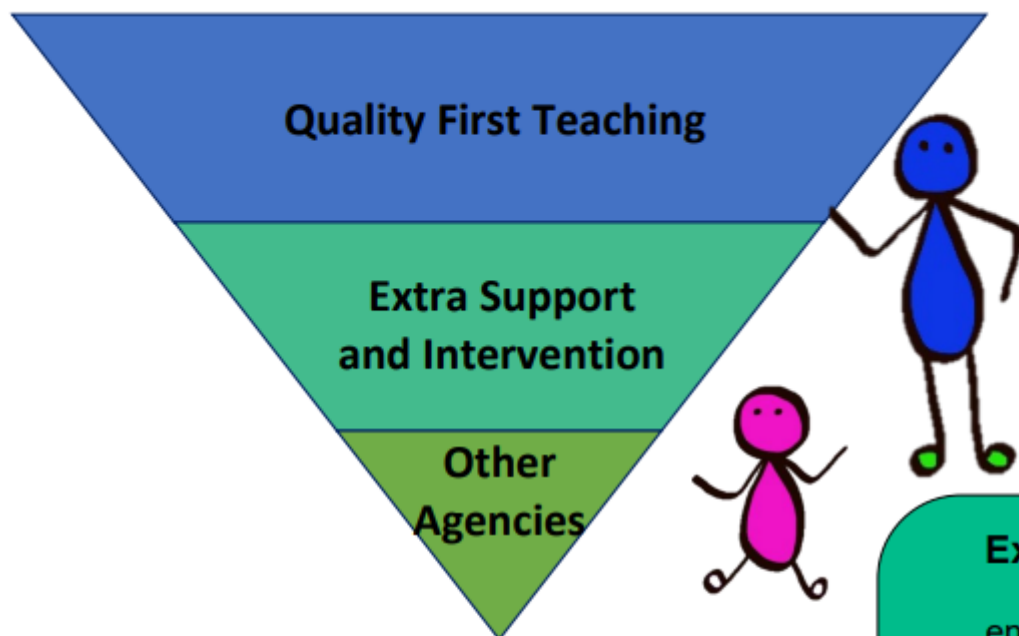 Quality First Teaching
Extra Support
and Intervention
Other
Agencies